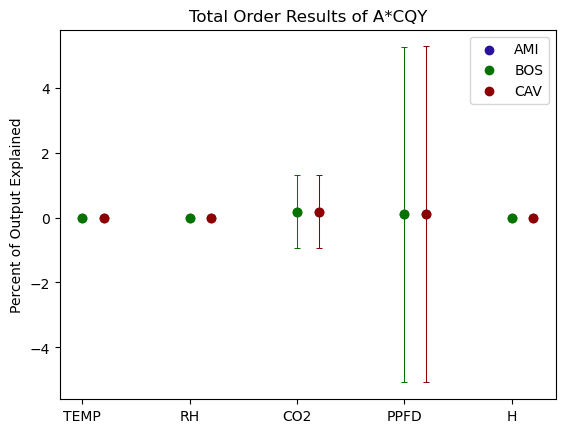 Total Order Results of A*CQY
AMI
BOS
CAV
Percent of Output Explained
4
2
0
−2
−4
TEMP RH CO2 PPFD H